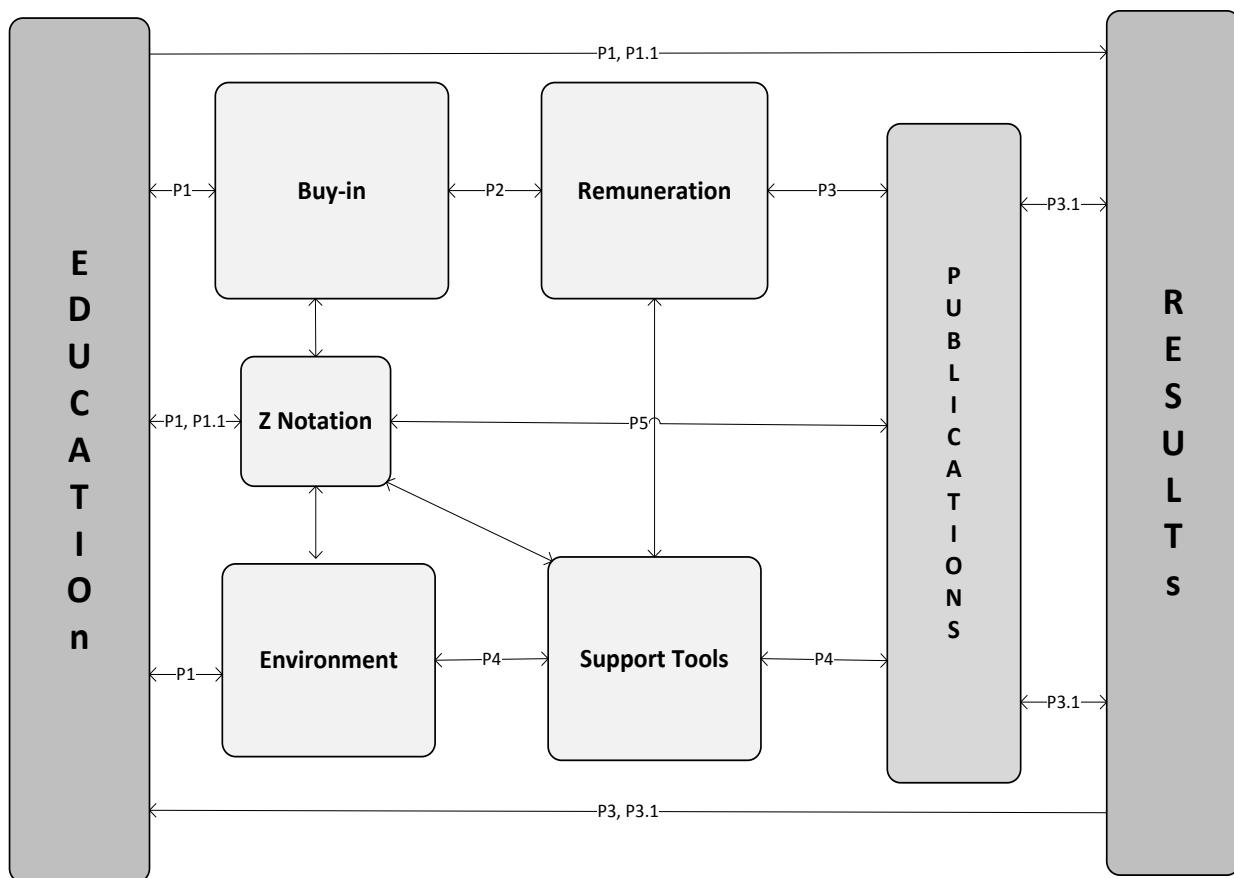 P1, P1.1
E
D
U
C
A
T
I
O
n
P1
Buy-in
P2
Remuneration
P3
P3.1
P
U
B
L
I
C
A
T
I
O
N
S
R
E
S
U
L
T
s
P1, P1.1
Z Notation
P5
P1
Environment
P4
Support Tools
P4
P3.1
P3, P3.1